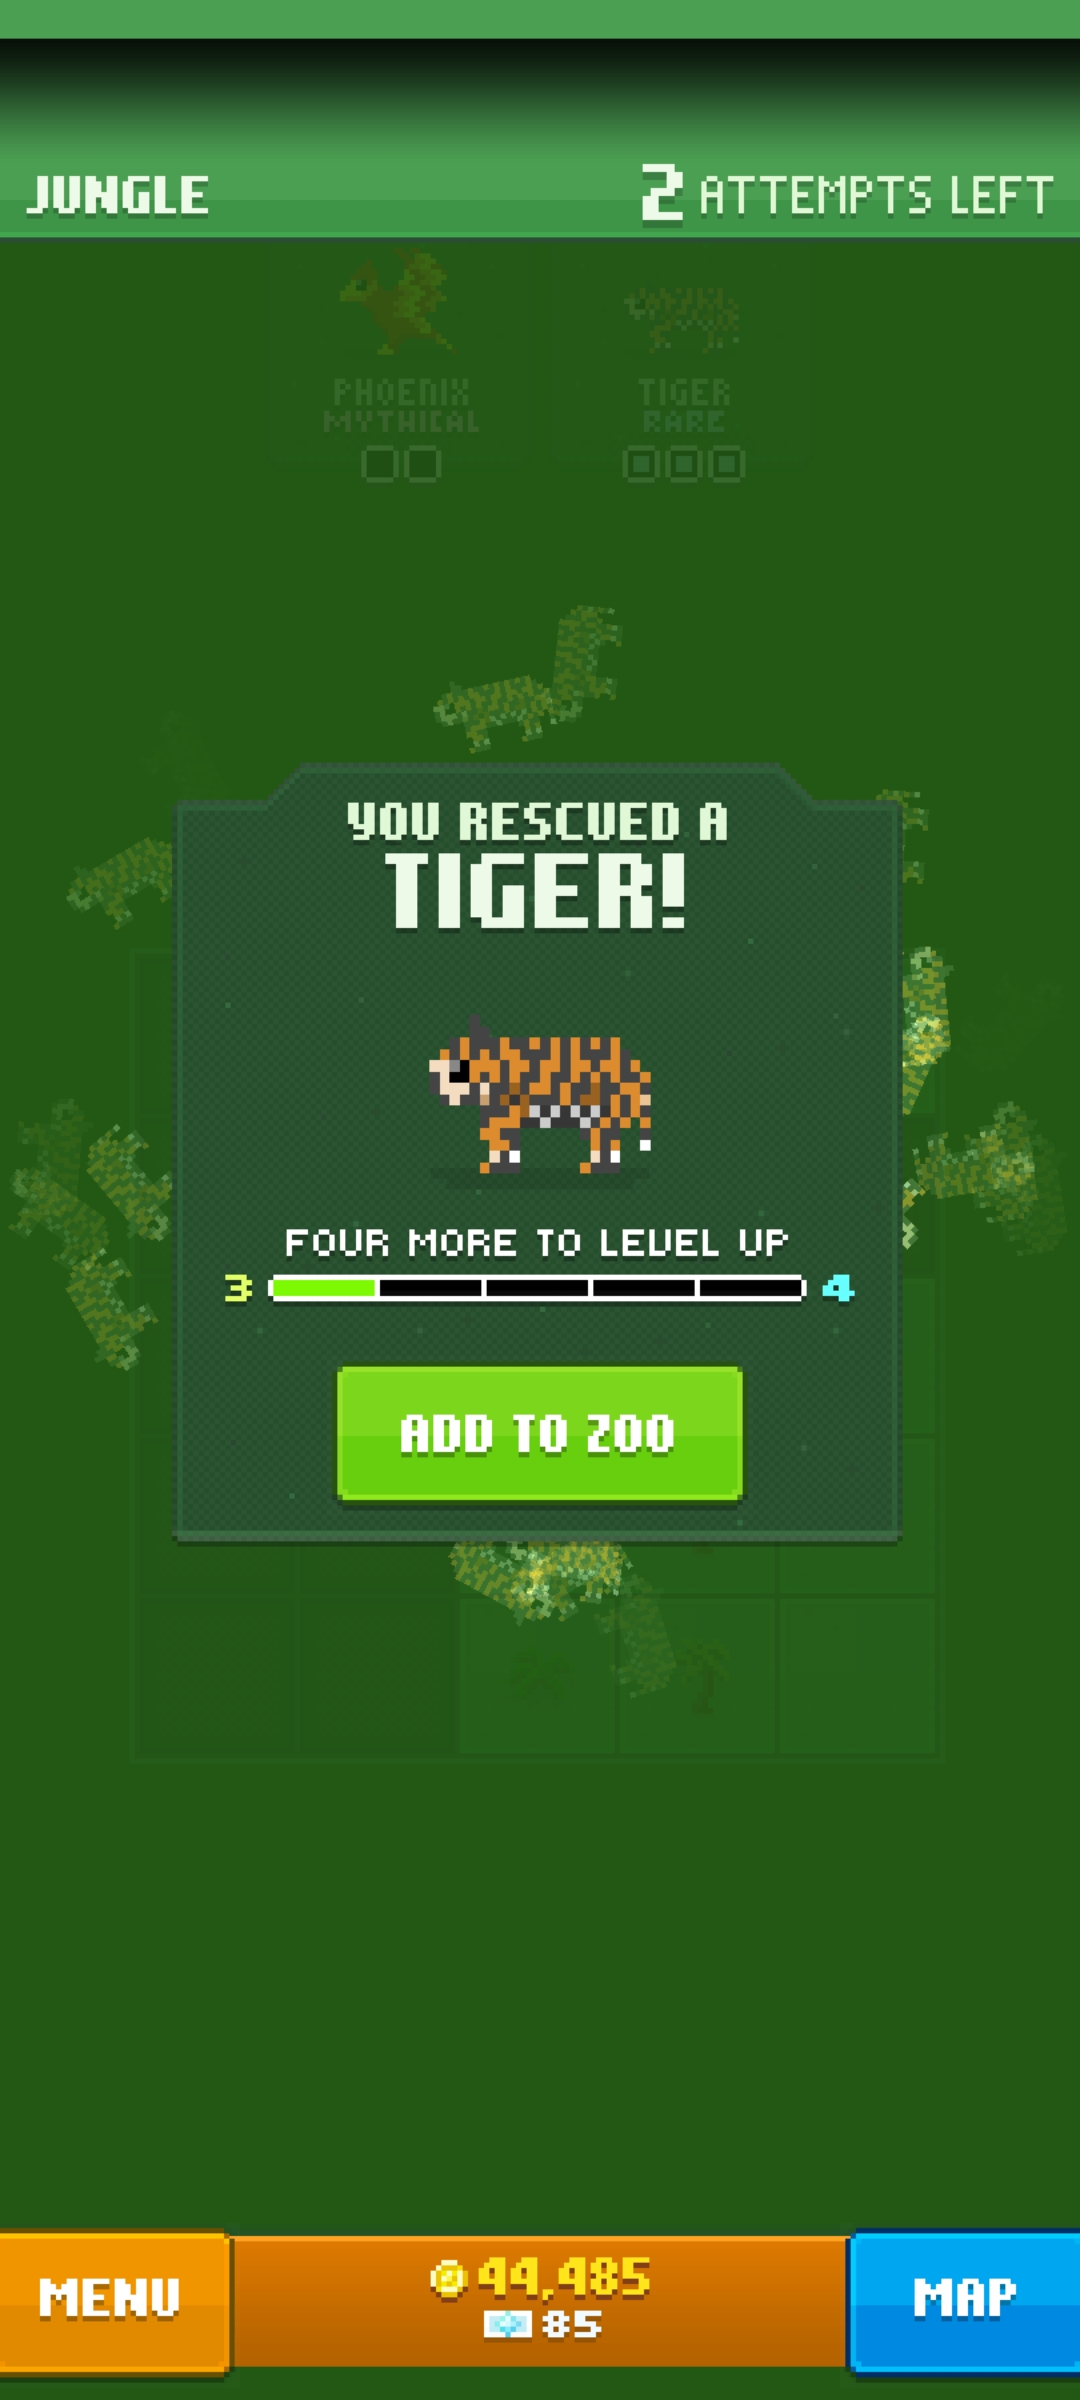 JUNGLE
2 ATTEMPTS LEFT
PHOENIX
MYTHICAL
TIGER
RARE
YOU RESCUED A
TIGER!
FOUR MORE TO LEVEL UP
3
4
ADD TO ZOO
MENU
44,485
85
MAP